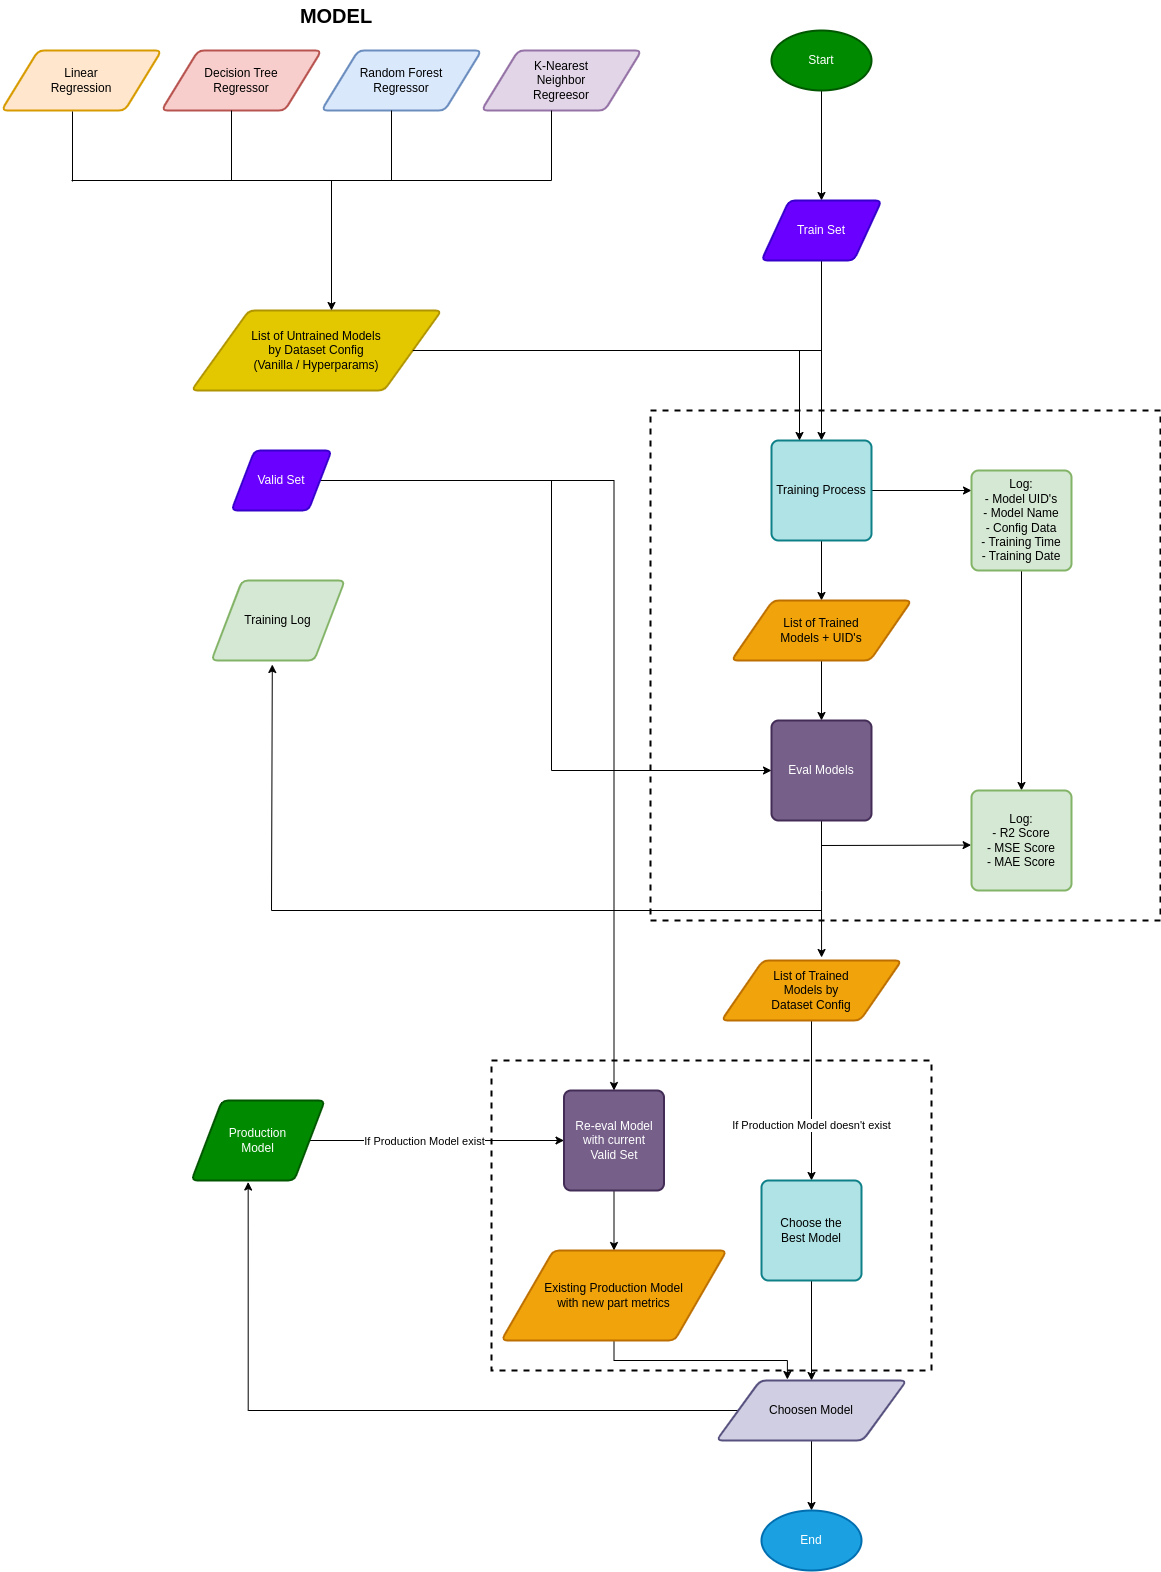 MODEL
Linear
Regression
Decision Tree
Regressor
Random Forest
Regressor
K-Nearest
Neighbor
Regreesor
Start
Train Set
List of Untrained Models
by Dataset Config
(Vanilla / Hyperparams)
Valid Set
Training Process
Log:
- Model UID's
- Model Name
- Config Data
- Training Time
- Training Date
Training Log
List of Trained
Models + UID's
Eval Models
Log:
- R2 Score
- MSE Score
- MAE Score
List of Trained
Models by
Dataset Config
Production
Model
If Production Model exist
Re-eval Model
with current
Valid Set
If Production Model doesn't exist
Choose the
Best Model
Existing Production Model
with new part metrics
Choosen Model
End